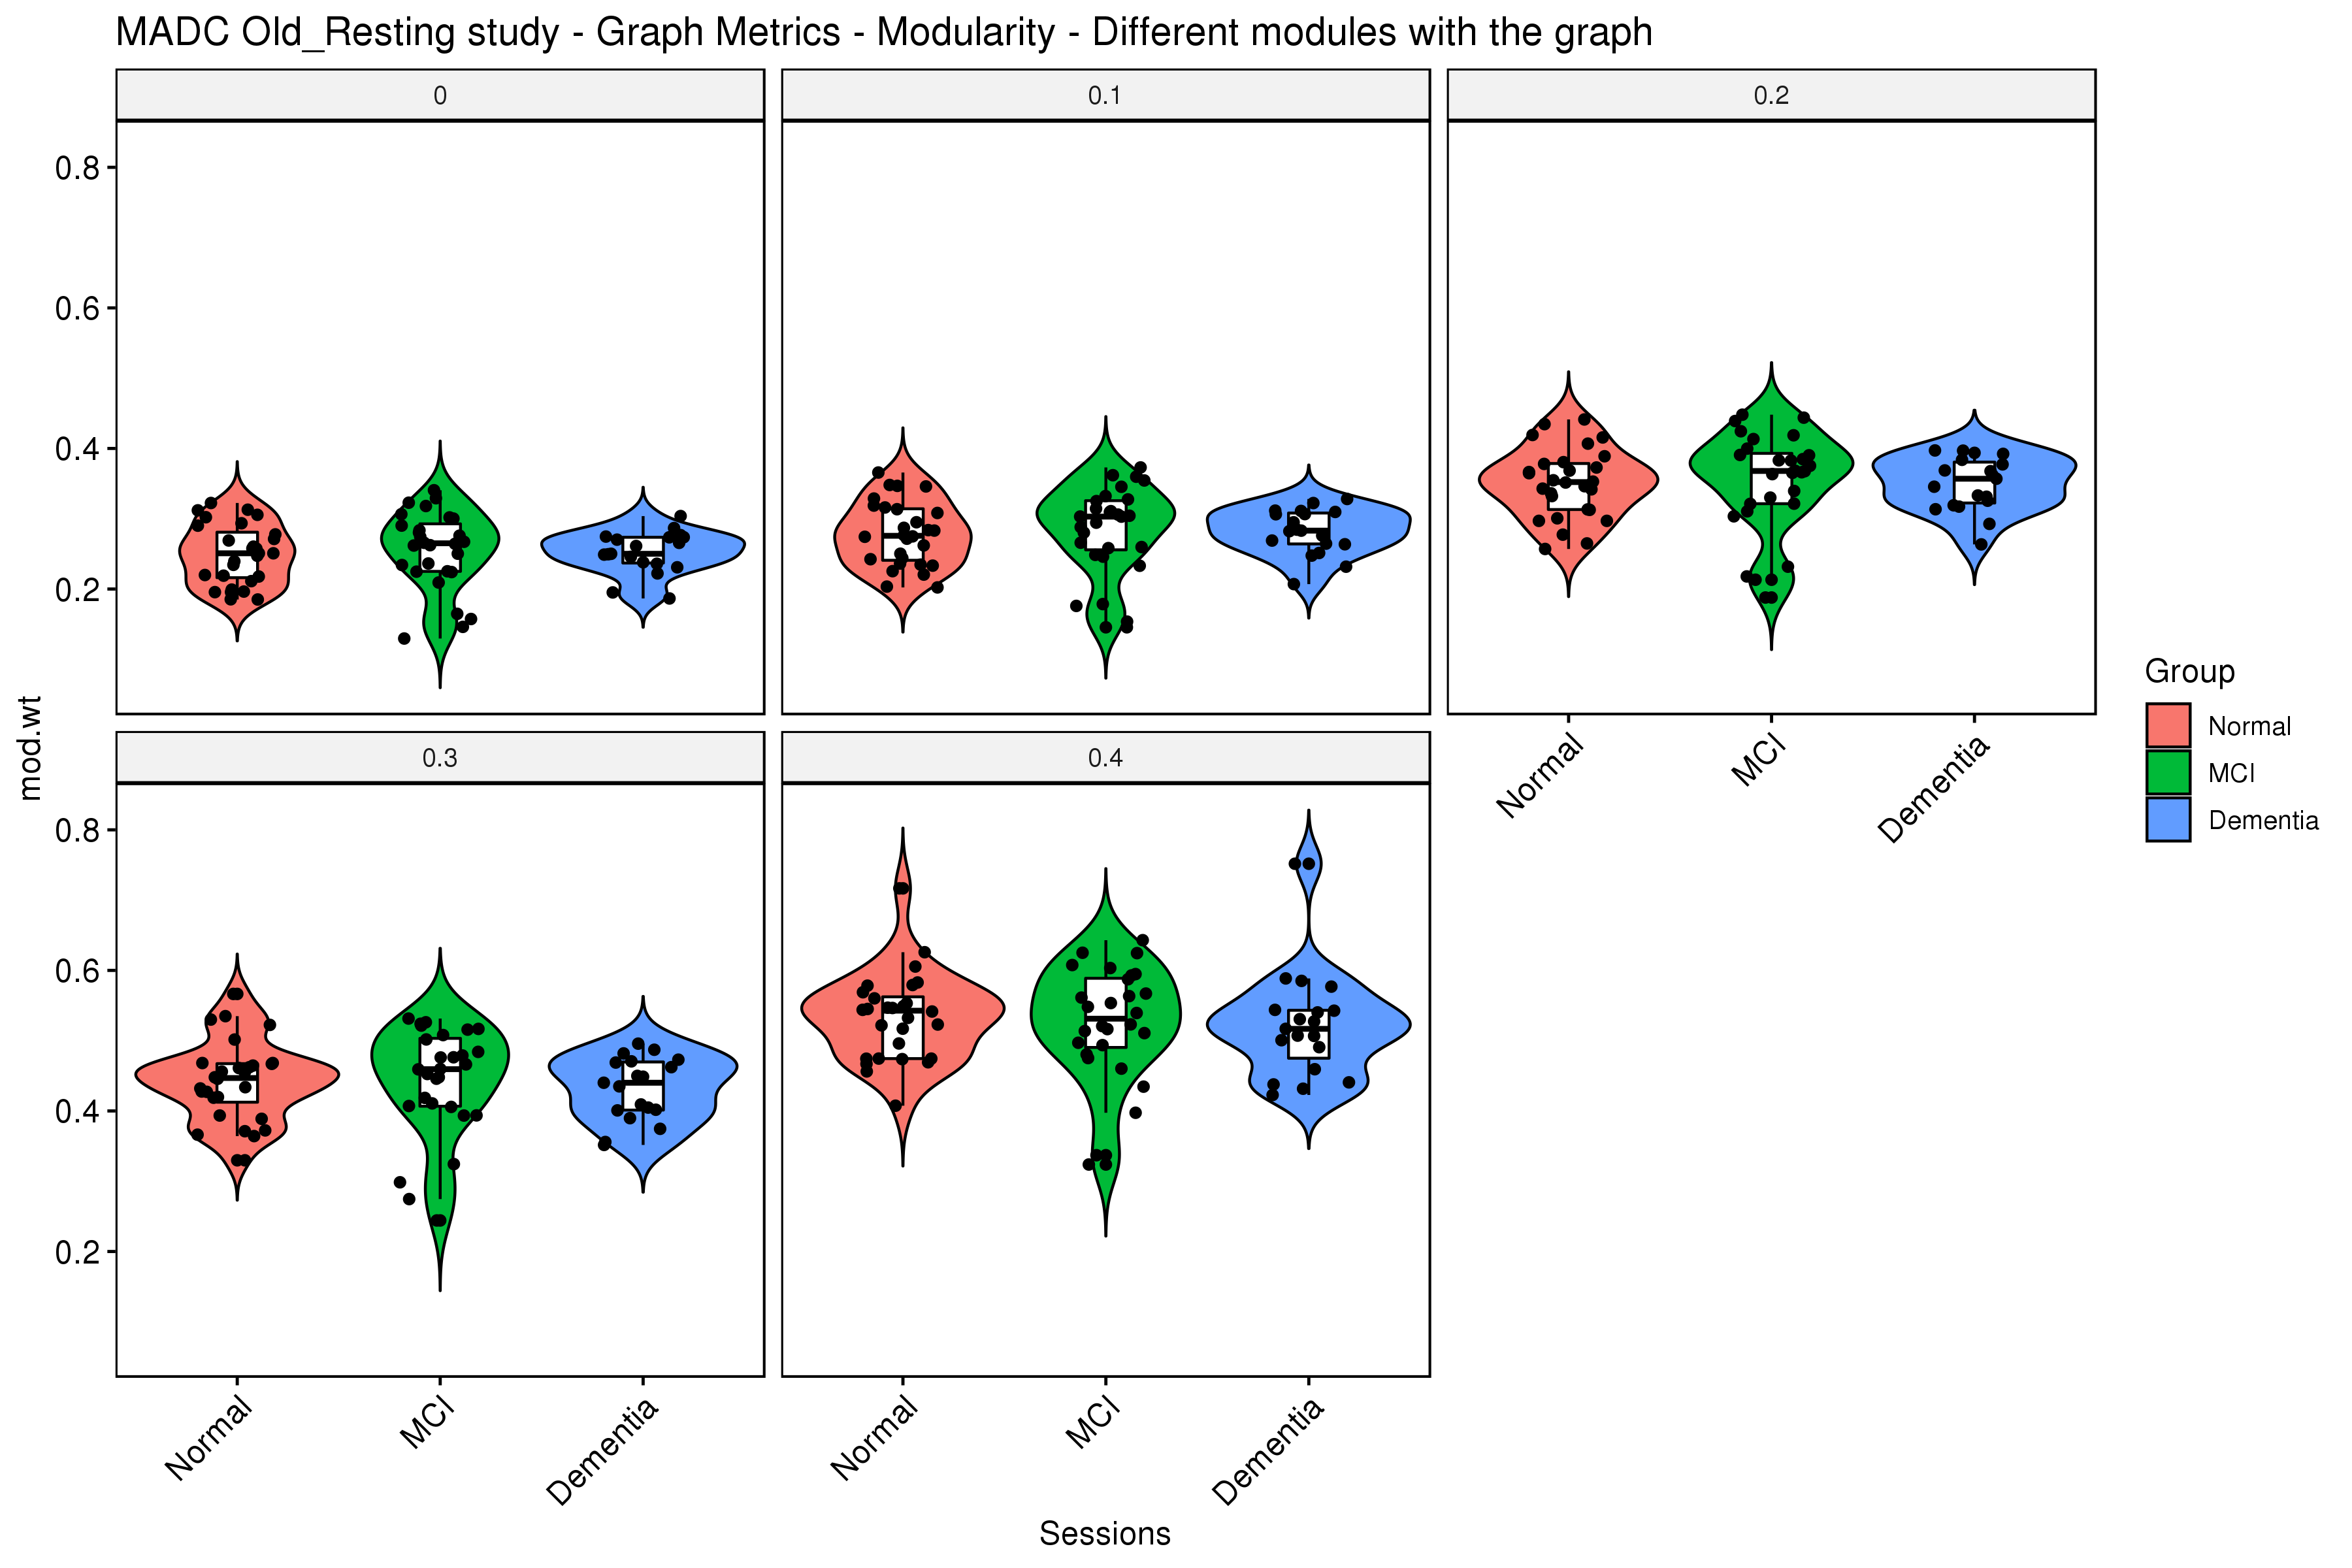 MADC Old_Resting study - Graph Metrics - Modularity - Different modules with the graph
0
0.1
0.2
0.8
0.6
0.4
0.2
Normal
MCI
Dementia
mod.wt
0.3
0.4
0.8
0.6
0.4
0.2
Normal
MCI
Dementia
Normal
MCI
Dementia
Sessions
Group
Normal
MCI
Dementia